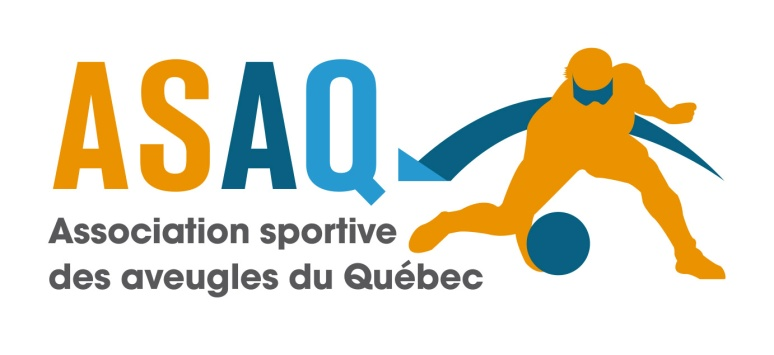 ASAQ
Association sportive
des aveugles du Québec